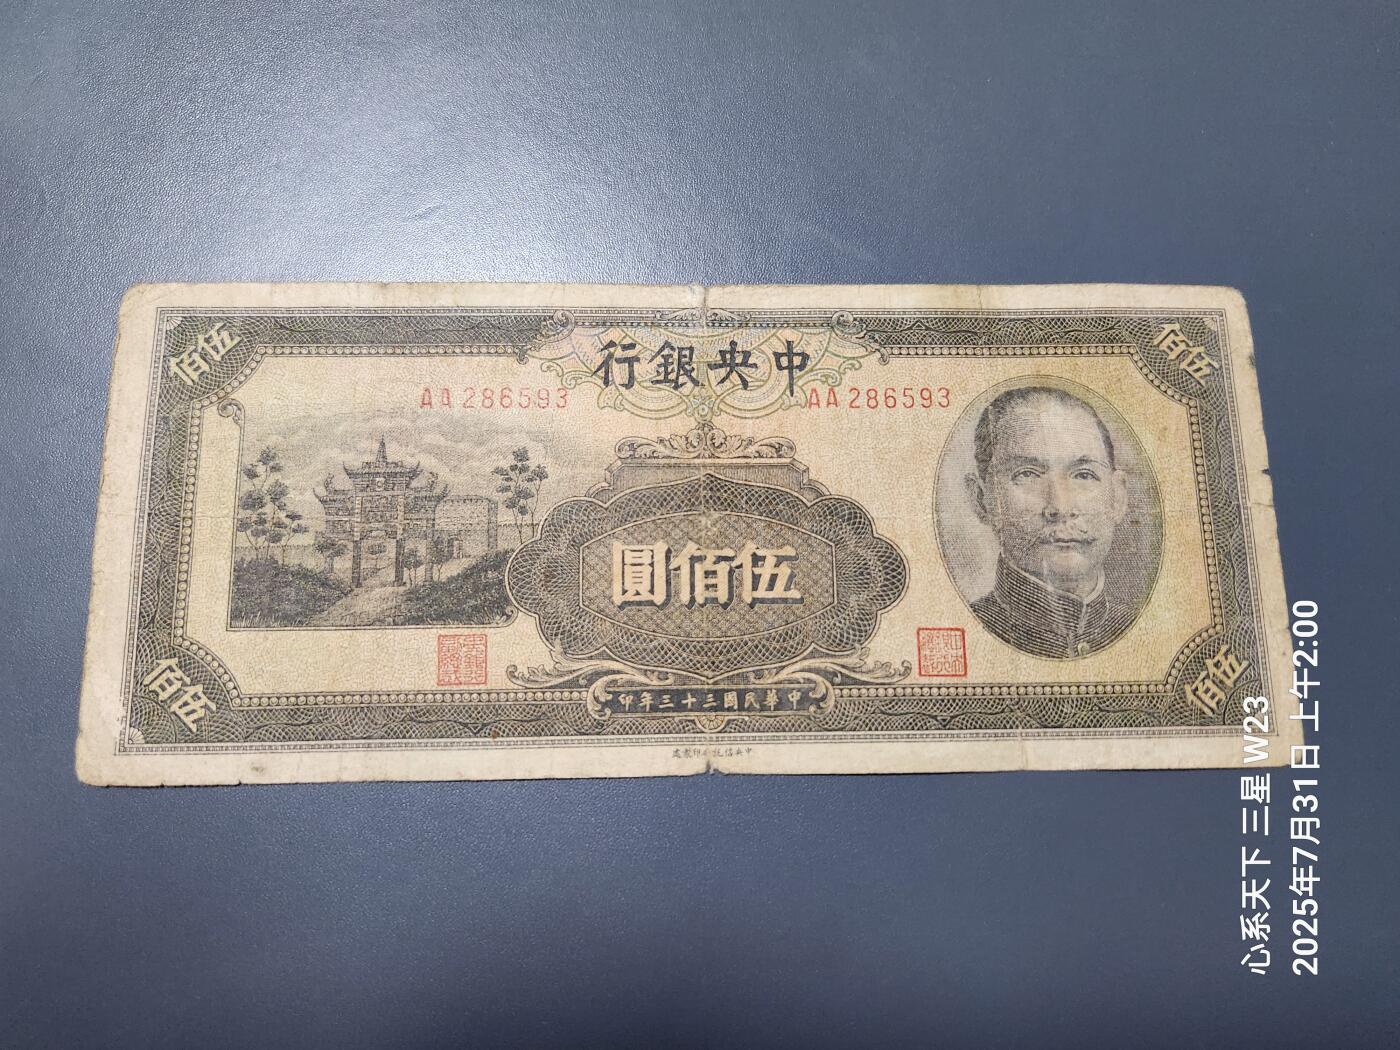 中央銀行
AA 286593
AA 286593
伍佰
伍佰
伍佰圓
伍佰
伍佰
中華民國三十三年印
心系天下 三星 W23
2025年7月31日 上午2:00